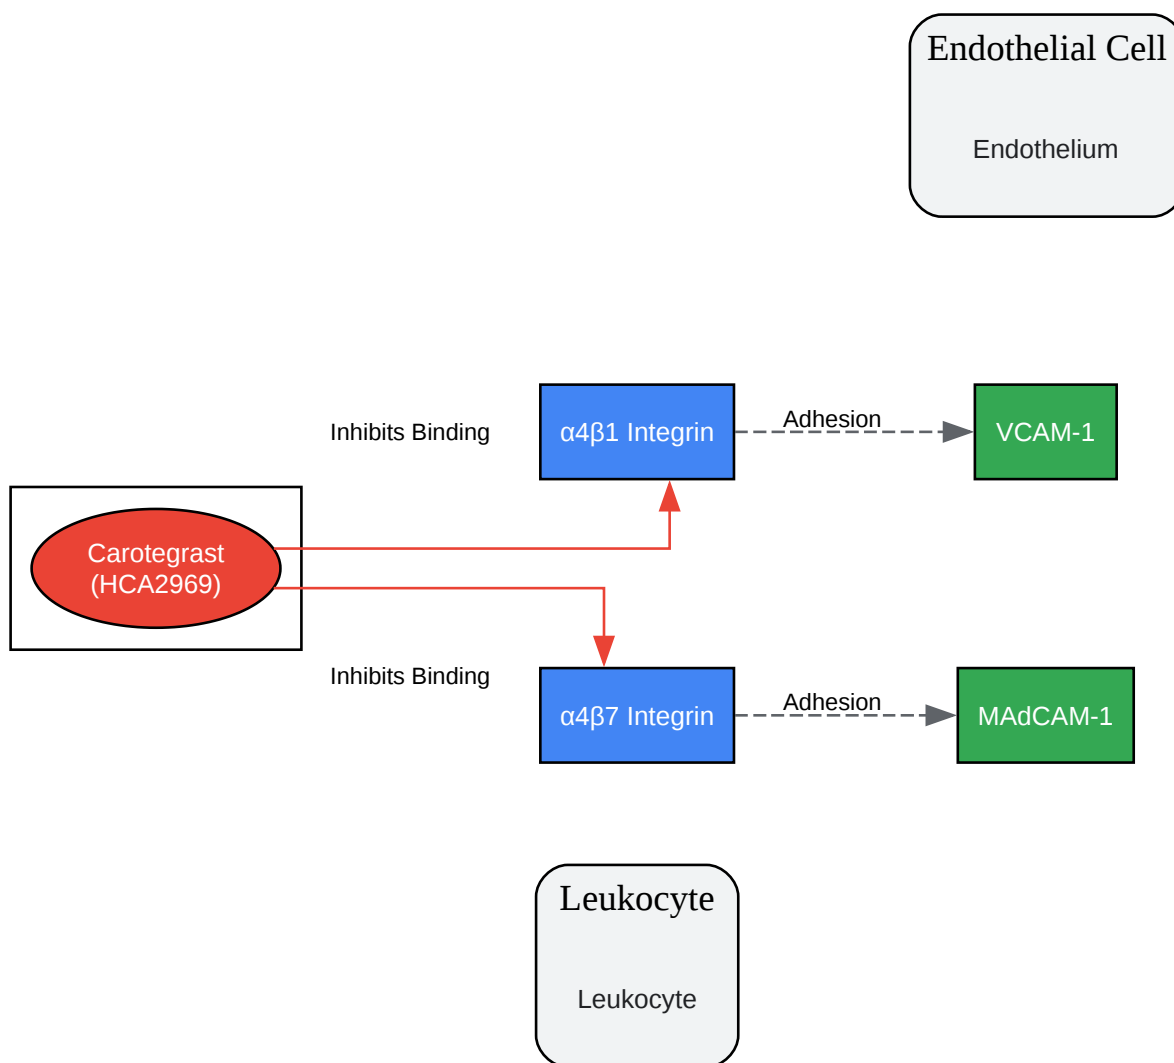 Endothelial Cell
Endothelium
Inhibits Binding
α4β1 Integrin
Adhesion
VCAM-1
Carotegrast
(HCA2969)
Inhibits Binding
α4β7 Integrin
Adhesion
MAdCAM-1
Leukocyte
Leukocyte